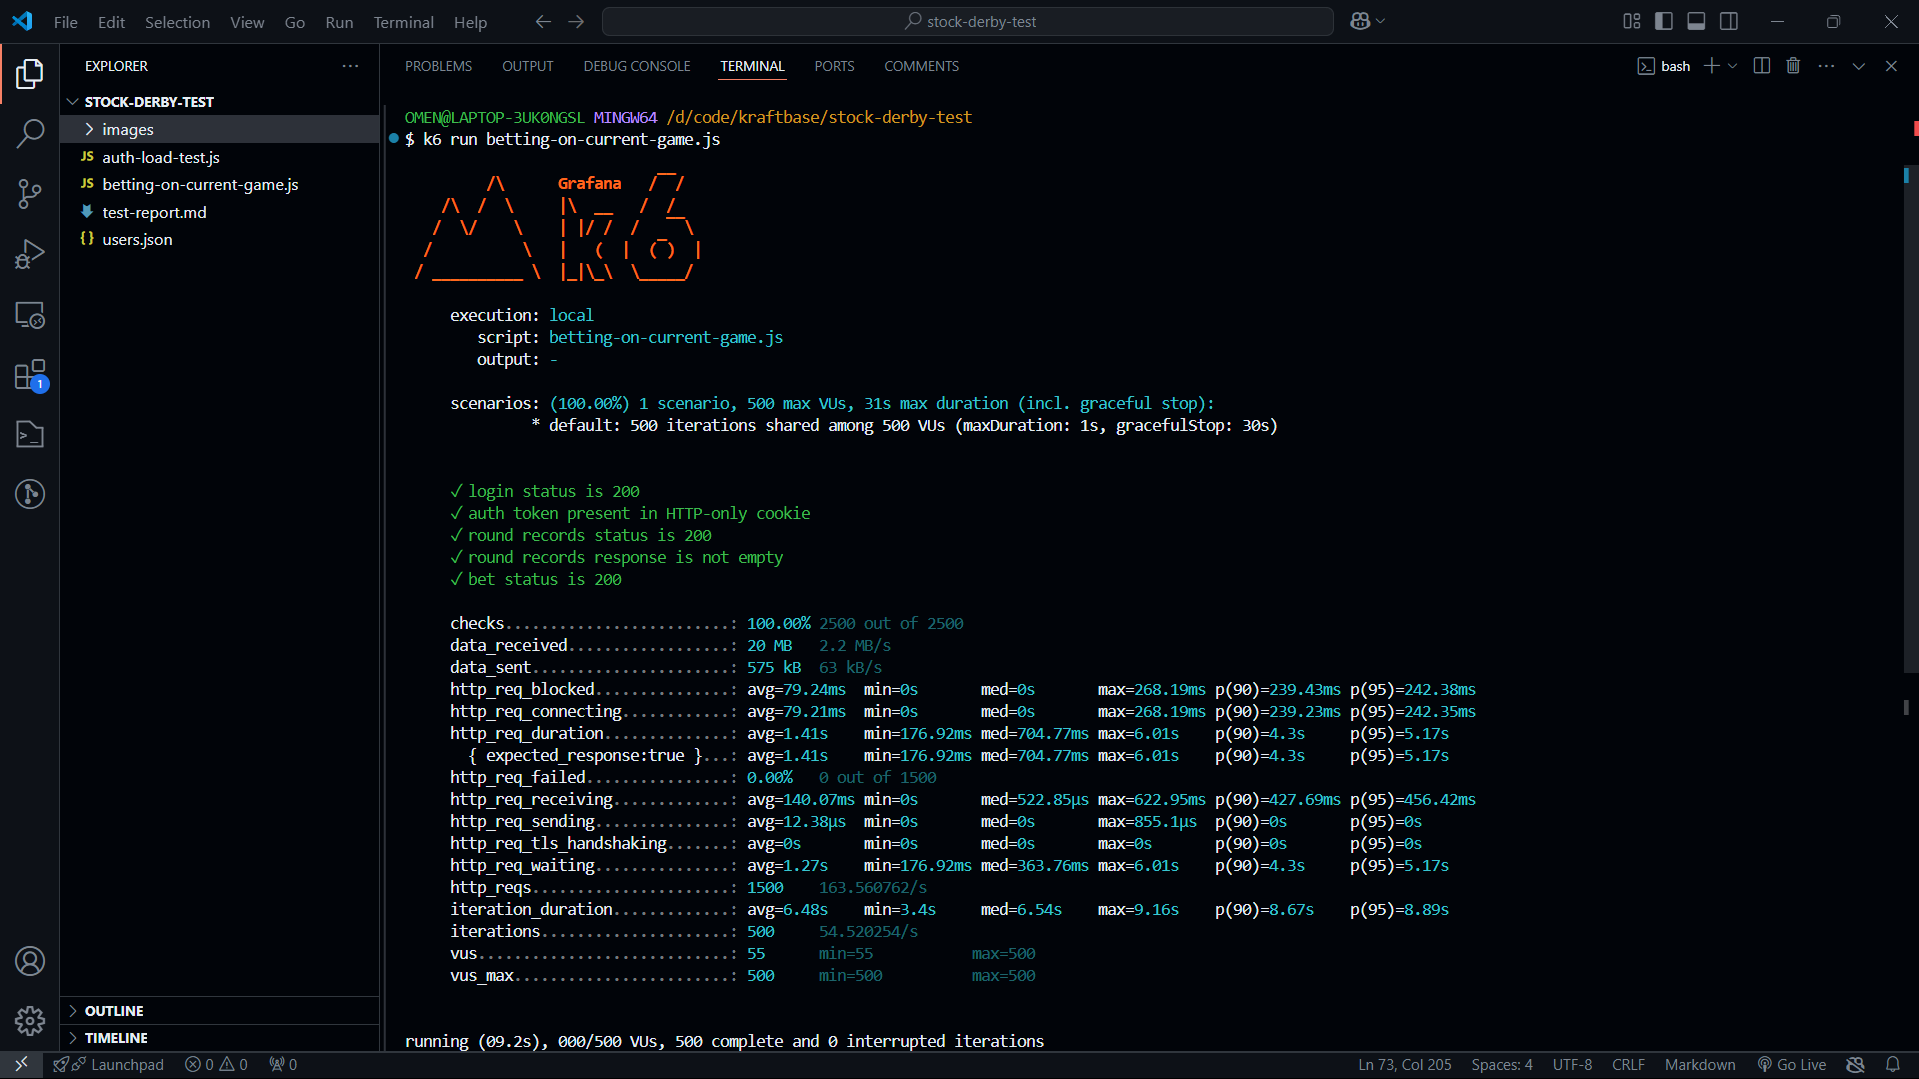 File Edit Selection View Go Run Terminal Help
stock-derby-test
EXPLORER
STOCK-DERBY-TEST
images
JS auth-load-test.js
JS betting-on-current-game.js
test-report.md
{} users.json
OUTLINE
TIMELINE
1
PROBLEMS OUTPUT DEBUG CONSOLE TERMINAL PORTS COMMENTS
bash
OMEN@LAPTOP-3UK0NGSL MINGW64 /d/code/kraftbase/stock-derby-test
$ k6 run betting-on-current-game.js
Grafana
execution: local
script: betting-on-current-game.js
output: -
scenarios: (100.00%) 1 scenario, 500 max VUs, 31s max duration (incl. graceful stop):
* default: 500 iterations shared among 500 VUs (maxDuration: 1s, gracefulStop: 30s)
✓ login status is 200
✓ auth token present in HTTP-only cookie
✓ round records status is 200
✓ round records response is not empty
✓ bet status is 200
checks.........................: 100.00% 2500 out of 2500
data_received..................: 20 MB 2.2 MB/s
data_sent......................: 575 kB 63 kB/s
http_req_blocked...............: avg=79.24ms min=0s med=0s max=268.19ms p(90)=239.43ms p(95)=242.38ms
http_req_connecting............: avg=79.21ms min=0s med=0s max=268.19ms p(90)=239.23ms p(95)=242.35ms
http_req_duration..............: avg=1.41s min=176.92ms med=704.77ms max=6.01s p(90)=4.3s p(95)=5.17s
{ expected_response:true }...: avg=1.41s min=176.92ms med=704.77ms max=6.01s p(90)=4.3s p(95)=5.17s
http_req_failed................: 0.00% 0 out of 1500
http_req_receiving.............: avg=140.07ms min=0s med=522.85µs max=622.95ms p(90)=427.69ms p(95)=456.42ms
http_req_sending...............: avg=12.38µs min=0s med=0s max=855.1µs p(90)=0s p(95)=0s
http_req_tls_handshaking.......: avg=0s min=0s med=0s max=0s p(90)=0s p(95)=0s
http_req_waiting...............: avg=1.27s min=176.92ms med=363.76ms max=6.01s p(90)=4.3s p(95)=5.17s
http_reqs......................: 1500 163.560762/s
iteration_duration.............: avg=6.48s min=3.4s med=6.54s max=9.16s p(90)=8.67s p(95)=8.89s
iterations.....................: 500 54.520254/s
vus............................: 55 min=55 max=500
vus_max........................: 500 min=500 max=500
running (09.2s), 000/500 VUs, 500 complete and 0 interrupted iterations
Launchpad 0 0 0 Ln 73, Col 205 Spaces: 4 UTF-8 CRLF Markdown Go Live